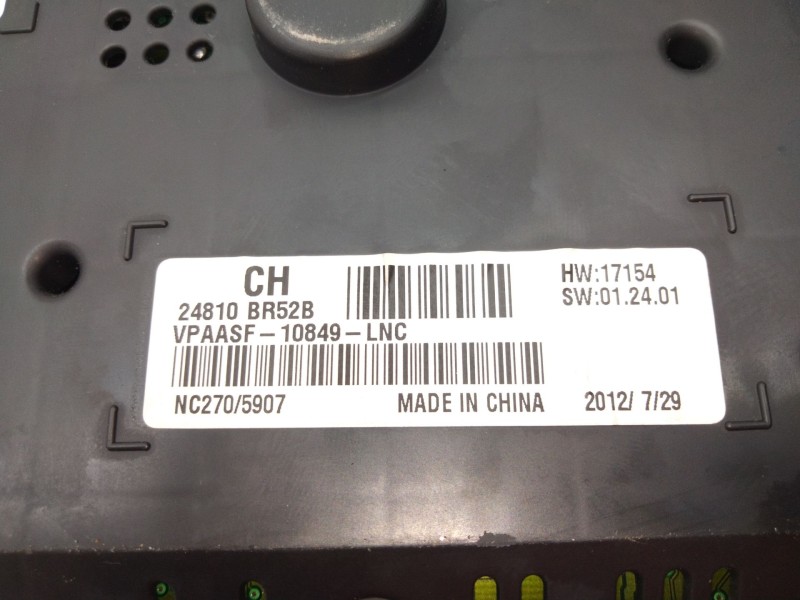 CH
24810 BR52B
HW:17154
SW:01.24.01
VPAASF-10849-LNC
NC270/5907 MADE IN CHINA 2012/ 7/29